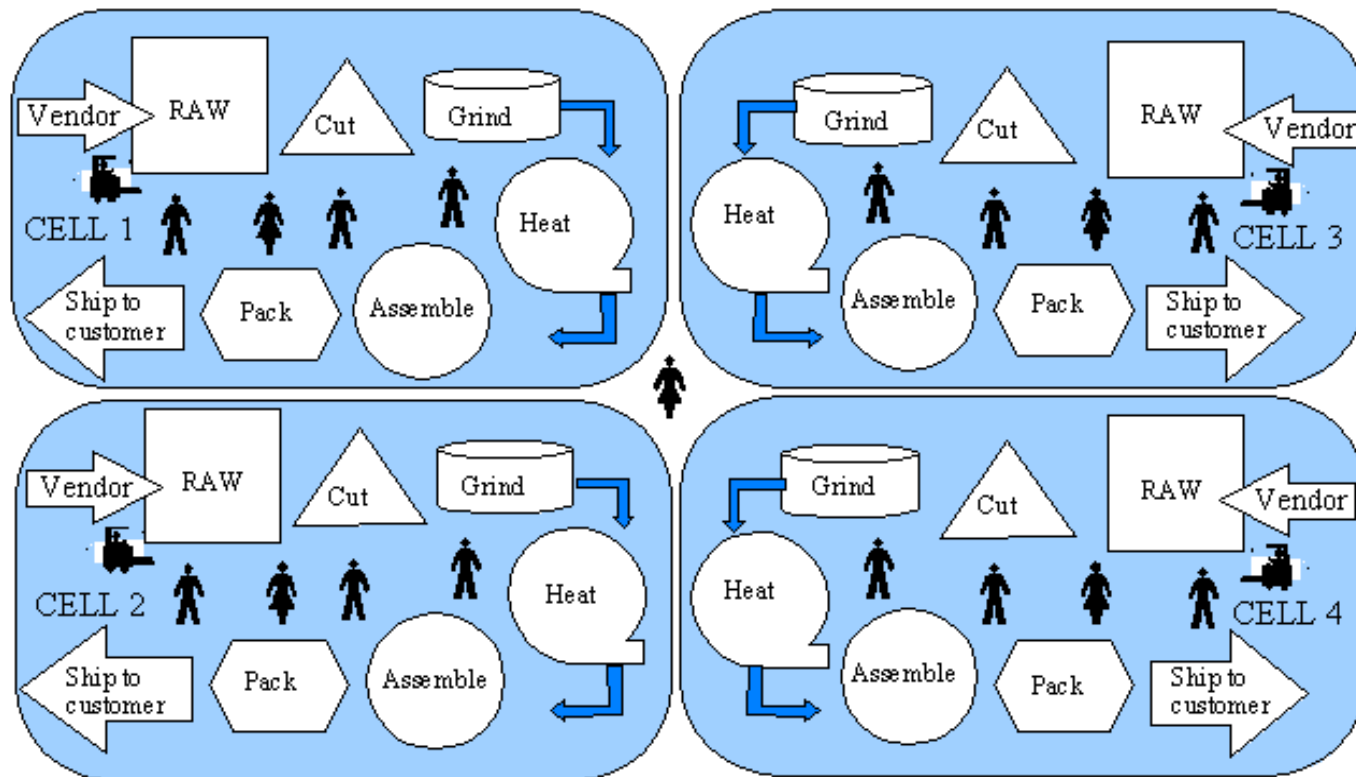 Vendor
RAW
Cut
Grind
Heat
CELL 1
Ship to
customer
Pack
Assemble
Grind
Cut
RAW
Vendor
Heat
CELL 3
Assemble
Pack
Ship to
customer
Vendor
RAW
Cut
Grind
Heat
CELL 2
Ship to
customer
Pack
Assemble
Grind
Cut
RAW
Vendor
Heat
CELL 4
Assemble
Pack
Ship to
customer